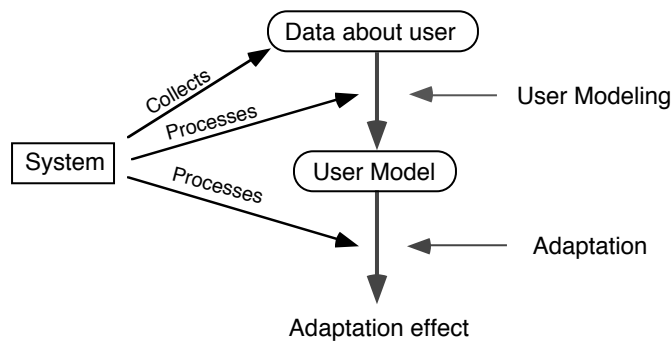 Data about user
Collects
Processes
User Modeling
System
User Model
Processes
Adaptation
Adaptation effect